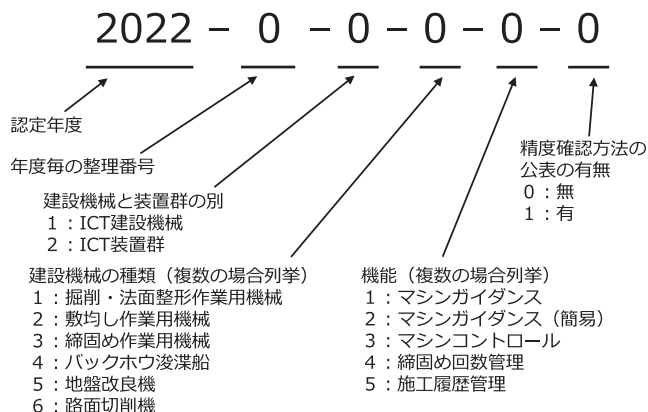 2022 - 0 - 0 - 0 - 0 - 0
認定年度
年度毎の整理番号
建設機械と装置群の別
1：ICT建設機械
2：ICT装置群
建設機械の種類（複数の場合列挙）
1：掘削・法面整形作業用機械
2：敷均し作業用機械
3：締固め作業用機械
4：バックホウ浚渫船
5：地盤改良機
6：路面切削機
機能（複数の場合列挙）
1：マシンガイダンス
2：マシンガイダンス（簡易）
3：マシンコントロール
4：締固め回数管理
5：施工履歴管理
精度確認方法の
公表の有無
0：無
1：有